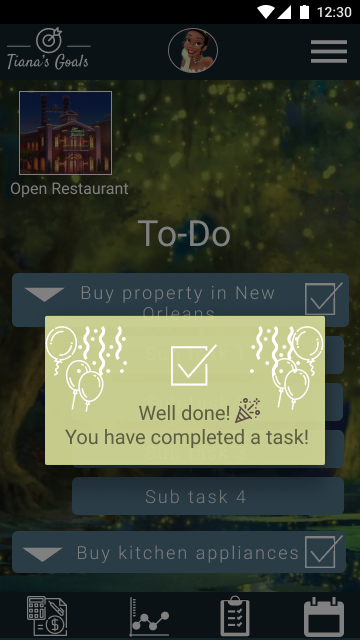 12:30
Tiana's Goals
Open Restaurant
To-Do
Buy property in New
Orleans
Well done!
You have completed a task!
Sub task 4
Buy kitchen appliances